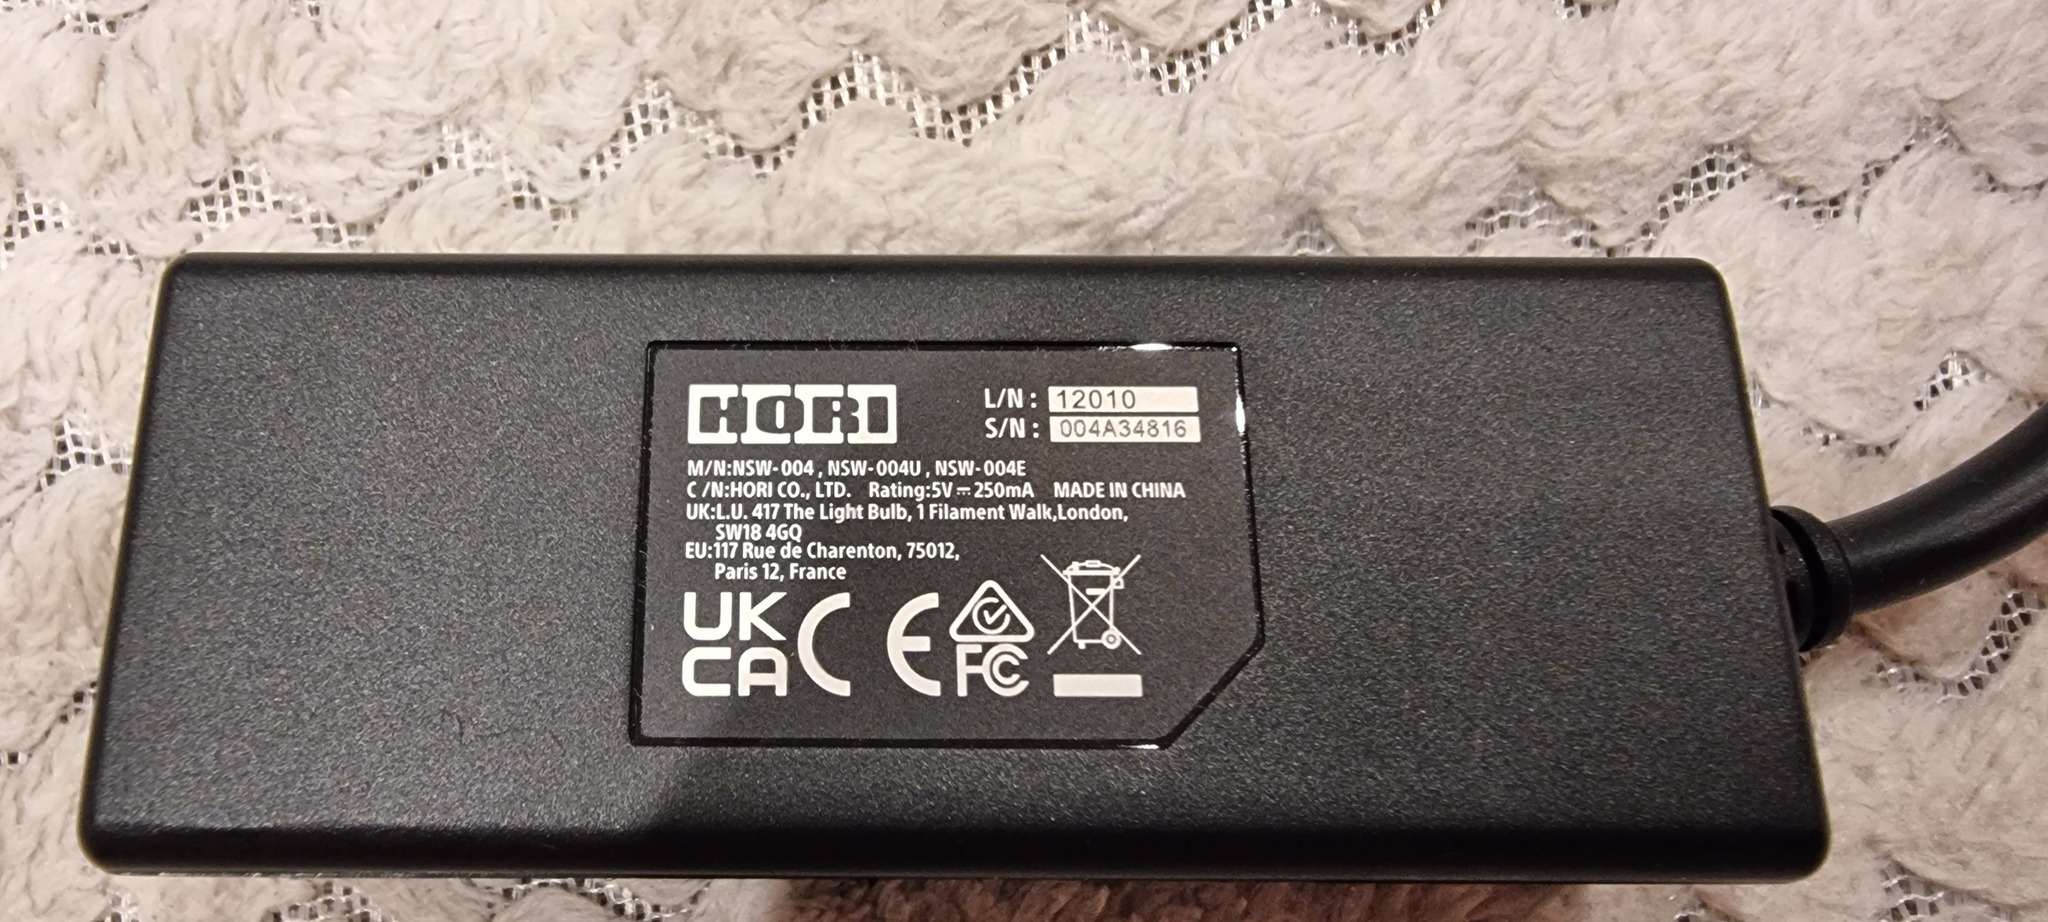 HORI
L/N : 12010
S/N : 004A34816
M/N:NSW-004 , NSW-004U , NSW-004E
C /N:HORI CO., LTD. Rating:5V⎓250mA MADE IN CHINA
UK:L.U. 417 The Light Bulb, 1 Filament Walk,London,
SW18 4GQ
EU:117 Rue de Charenton, 75012,
Paris 12, France
UK
CA CE FC